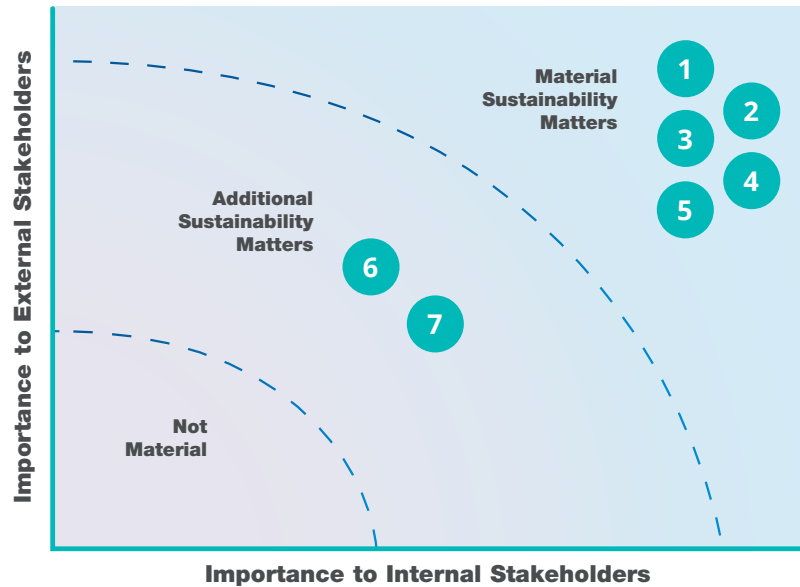 Importance to External Stakeholders
Material
Sustainability
Matters
1
2
3
4
5
Additional
Sustainability
Matters
6
7
Not
Material
Importance to Internal Stakeholders